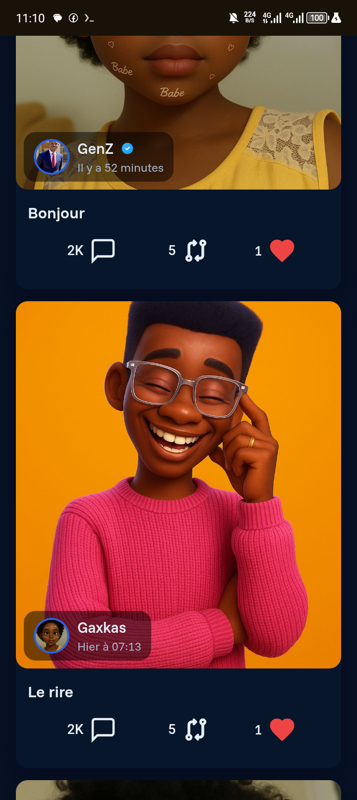 11:10
224
B/S
4G
4G
100
Babe
Babe
GenZ
Il y a 52 minutes
Bonjour
2K
5
1
Gaxkas
Hier à 07:13
Le rire
2K
5
1